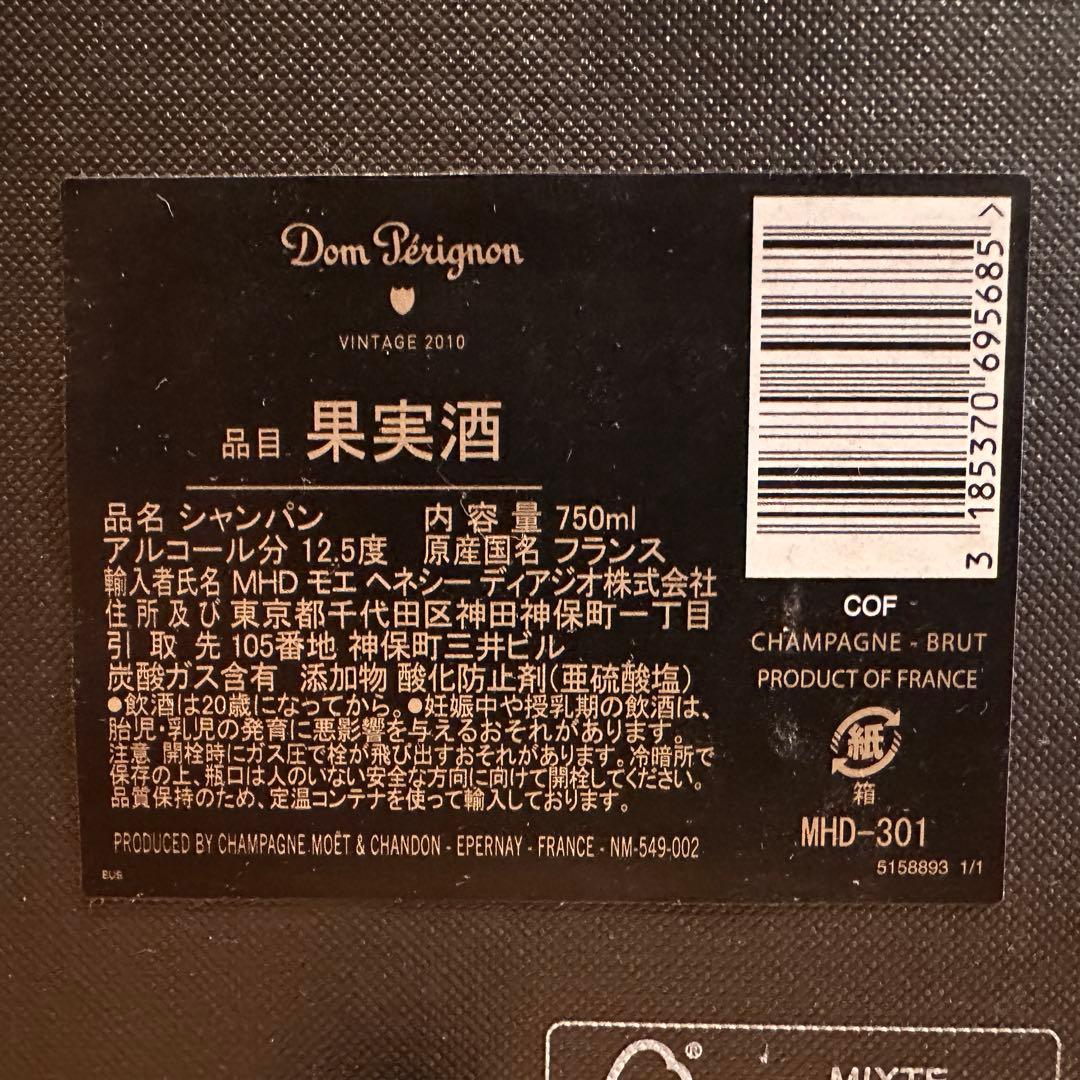 Dom Pérignon
VINTAGE 2010
品目 果実酒
品名 シャンパン 内容量 750ml
アルコール分 12.5度 原産国名 フランス
輸入者氏名 MHD モエ ヘネシー ディアジオ株式会社
住所及び 東京都千代田区神田神保町一丁目
引取先 105番地 神保町三井ビル
炭酸ガス含有 添加物 酸化防止剤(亜硫酸塩)
●飲酒は20歳になってから。●妊娠中や授乳期の飲酒は、
胎児・乳児の発育に悪影響を与えるおそれがあります。
注意 開栓時にガス圧で栓が飛び出すおそれがあります。冷暗所で
保存の上、瓶口は人のいない安全な方向に向けて開栓してください。
品質保持のため、定温コンテナを使って輸入しております。
PRODUCED BY CHAMPAGNE MOËT & CHANDON - EPERNAY - FRANCE - NM-549-002
3 185370 695685 >
COF
CHAMPAGNE - BRUT
PRODUCT OF FRANCE
紙
箱
MHD-301
5158893 1/1
®
MIXTE